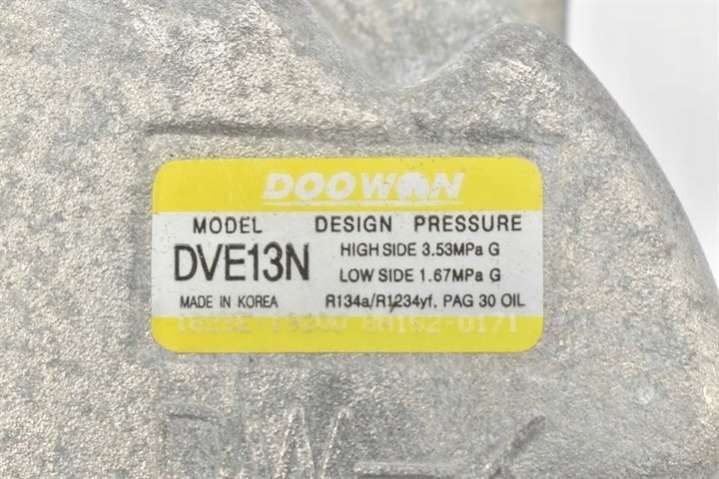 DOOWON
MODEL DESIGN PRESSURE
DVE13N HIGH SIDE 3.53MPa G
LOW SIDE 1.67MPa G
MADE IN KOREA R134a/R1234yf, PAG 30 OIL